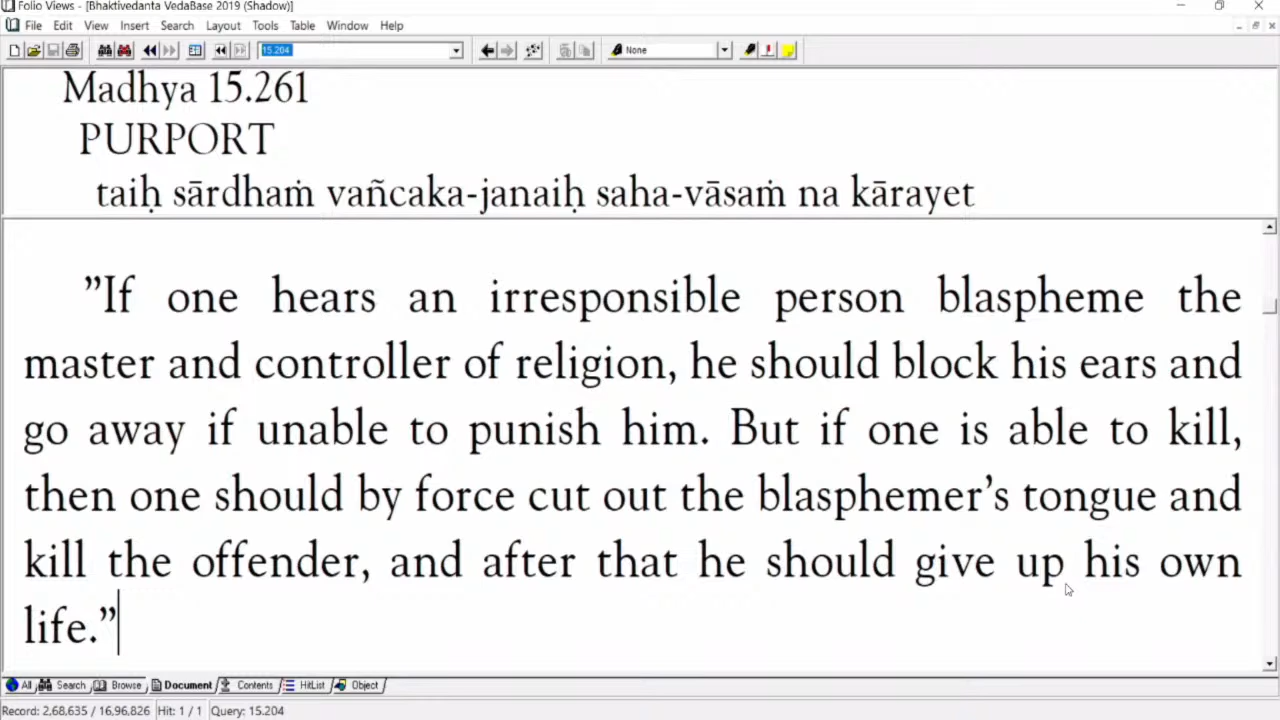 Folio Views - [Bhaktivedanta VedaBase 2019 (Shadow)]
File Edit View Insert Search Layout Tools Table Window Help
15.204 None
Madhya 15.261
PURPORT
taiḥ sārdhaṁ vañcaka-janaiḥ saha-vāsaṁ na kārayet
”If one hears an irresponsible person blaspheme the
master and controller of religion, he should block his ears and
go away if unable to punish him. But if one is able to kill,
then one should by force cut out the blasphemer’s tongue and
kill the offender, and after that he should give up his own
life.”
All Search Browse Document Contents HitList Object
Record: 2,68,635 / 16,96,826 Hit: 1 / 1 Query: 15.204